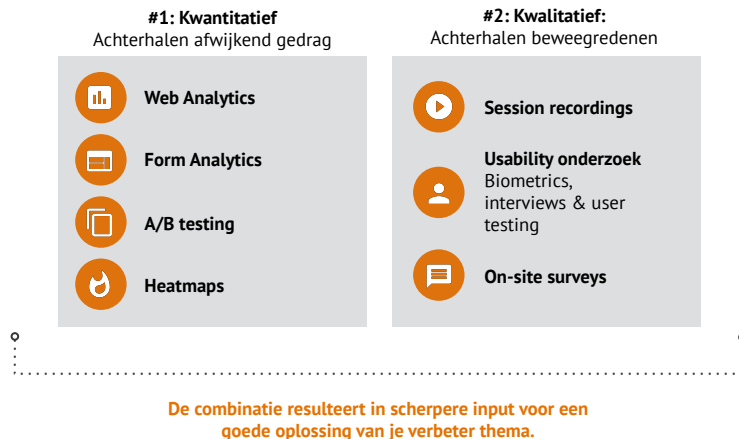 #1: Kwantitatief
Achterhalen afwijkend gedrag
Web Analytics
Form Analytics
A/B testing
Heatmaps
#2: Kwalitatief:
Achterhalen beweegredenen
Session recordings
Usability onderzoek
Biometrics,
interviews & user
testing
On-site surveys
De combinatie resulteert in scherpere input voor een
goede oplossing van je verbeter thema.